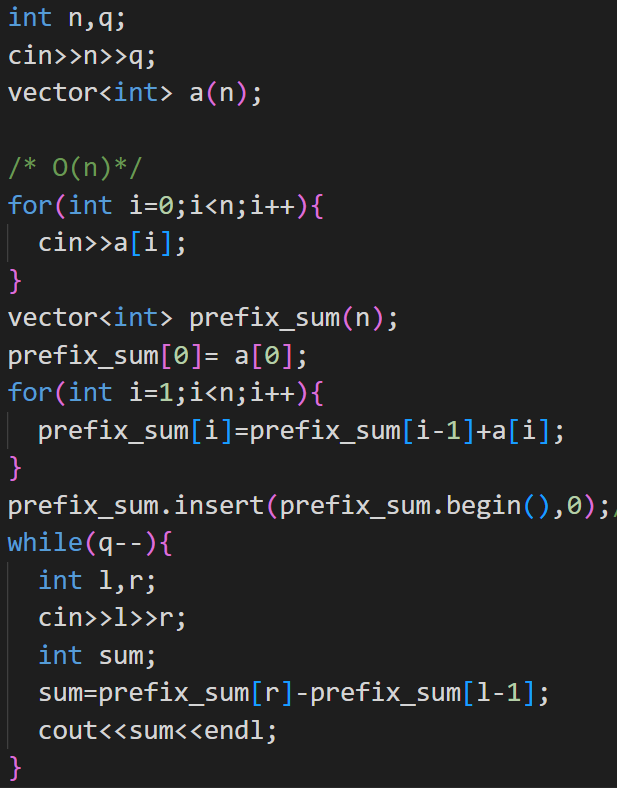 int n,q;
cin>>n>>q;
vector<int> a(n);
/* O(n)*/
for(int i=0;i<n;i++){
cin>>a[i];
}
vector<int> prefix_sum(n);
prefix_sum[0]= a[0];
for(int i=1;i<n;i++){
prefix_sum[i]=prefix_sum[i-1]+a[i];
}
prefix_sum.insert(prefix_sum.begin(),0);/
while(q--){
int l,r;
cin>>l>>r;
int sum;
sum=prefix_sum[r]-prefix_sum[l-1];
cout<<sum<<endl;
}